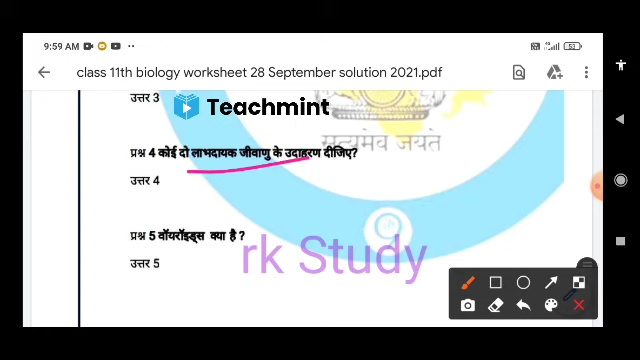 9:59 AM
53
class 11th biology worksheet 28 September solution 2021.pdf
उत्तर 3
Teachmint
सत्यमेव जयते
प्रश्न 4 कोई दो लाभदायक जीवाणु के उदाहरण दीजिए?
उत्तर 4
प्रश्न 5 वॉयरॉइड्स क्या है ?
rk Study
उत्तर 5